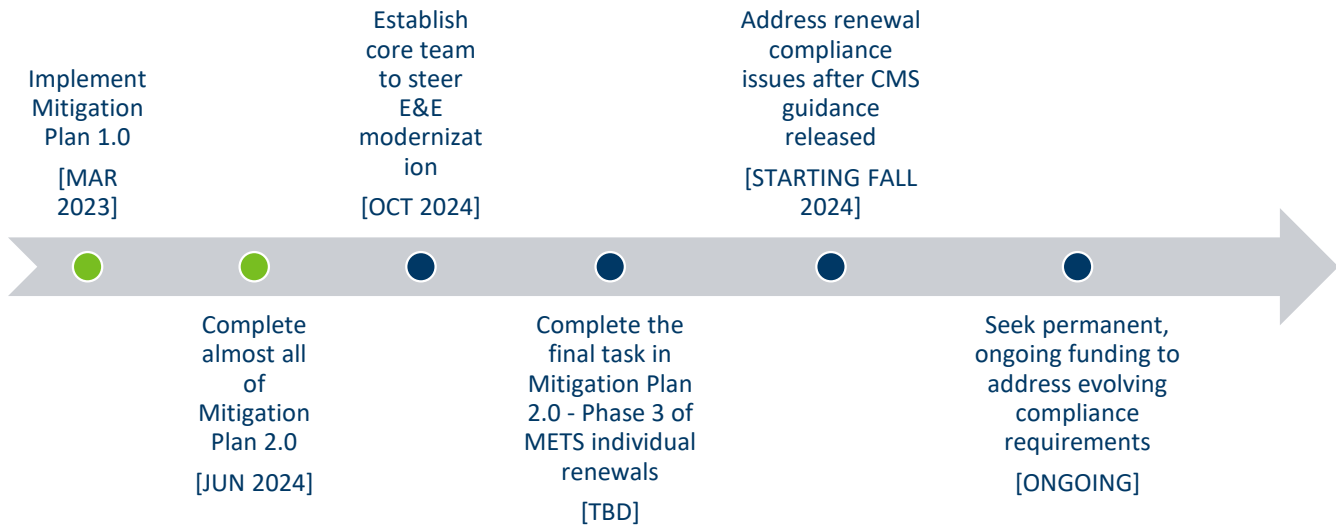 Implement
Mitigation
Plan 1.0
[MAR
2023]
Complete
almost all
of
Mitigation
Plan 2.0
[JUN 2024]
Establish
core team
to steer
E&E
modernizat
ion
[OCT 2024]
Complete the
final task in
Mitigation Plan
2.0 - Phase 3 of
METS individual
renewals
[TBD]
Address renewal
compliance
issues after CMS
guidance
released
[STARTING FALL
2024]
Seek permanent,
ongoing funding to
address evolving
compliance
requirements
[ONGOING]